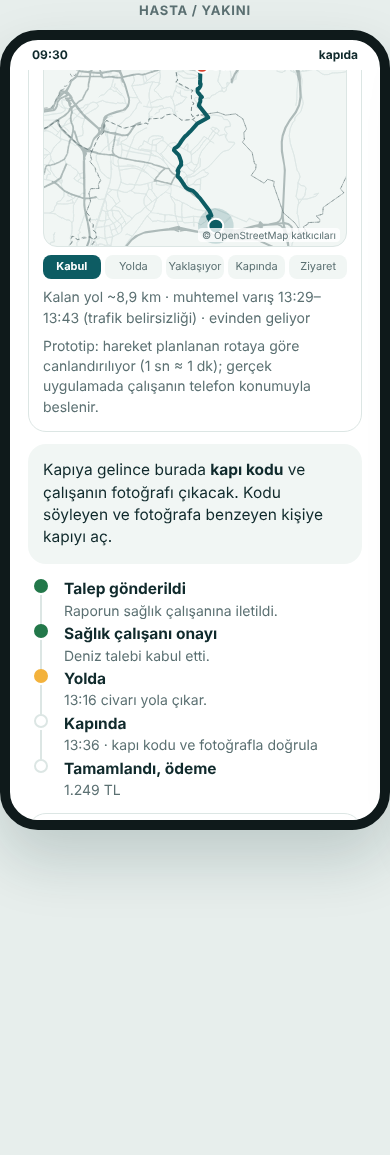 HASTA / YAKINI
09:30
kapıda
© OpenStreetMap katkıcıları
Kabul
Yolda
Yaklaşıyor
Kapında
Ziyaret
Kalan yol ~8,9 km · muhtemel varış 13:29–
13:43 (trafik belirsizliği) · evinden geliyor
Prototip: hareket planlanan rotaya göre
canlandırılıyor (1 sn ≈ 1 dk); gerçek
uygulamada çalışanın telefon konumuyla
beslenir.
Kapıya gelince burada kapı kodu ve
çalışanın fotoğrafı çıkacak. Kodu
söyleyen ve fotoğrafa benzeyen kişiye
kapıyı aç.
Talep gönderildi
Raporun sağlık çalışanına iletildi.
Sağlık çalışanı onayı
Deniz talebi kabul etti.
Yolda
13:16 civarı yola çıkar.
Kapında
13:36 · kapı kodu ve fotoğrafla doğrula
Tamamlandı, ödeme
1.249 TL